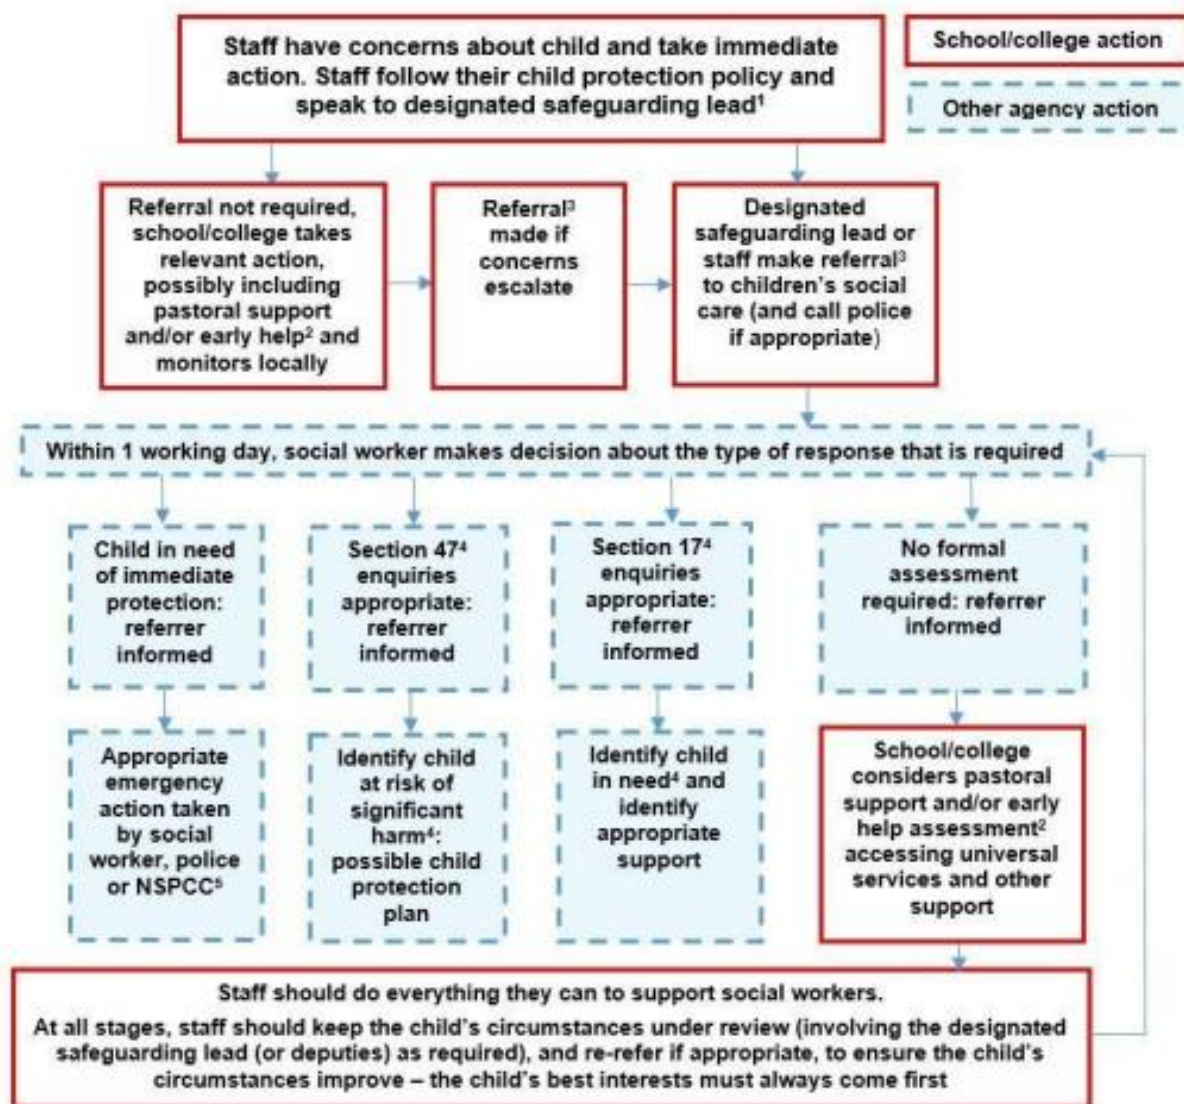 Staff have concerns about child and take immediate
action. Staff follow their child protection policy and
speak to designated safeguarding lead¹
School/college action
Other agency action
Referral not required,
school/college takes
relevant action,
possibly including
pastoral support
and/or early help² and
monitors locally
Referral³
made if
concerns
escalate
Designated
safeguarding lead or
staff make referral³
to children's social
care (and call police
if appropriate)
Within 1 working day, social worker makes decision about the type of response that is required
Child in need
of immediate
protection:
referrer
informed
Section 47⁴
enquiries
appropriate:
referrer
informed
Section 17⁴
enquiries
appropriate:
referrer
informed
No formal
assessment
required: referrer
informed
Appropriate
emergency
action taken
by social
worker, police
or NSPCC⁵
Identify child
at risk of
significant
harm⁴:
possible child
protection
plan
Identify child
in need⁴ and
identify
appropriate
support
School/college
considers pastoral
support and/or early
help assessment²
accessing universal
services and other
support
Staff should do everything they can to support social workers.
At all stages, staff should keep the child's circumstances under review (involving the designated
safeguarding lead (or deputies) as required), and re-refer if appropriate, to ensure the child's
circumstances improve – the child's best interests must always come first